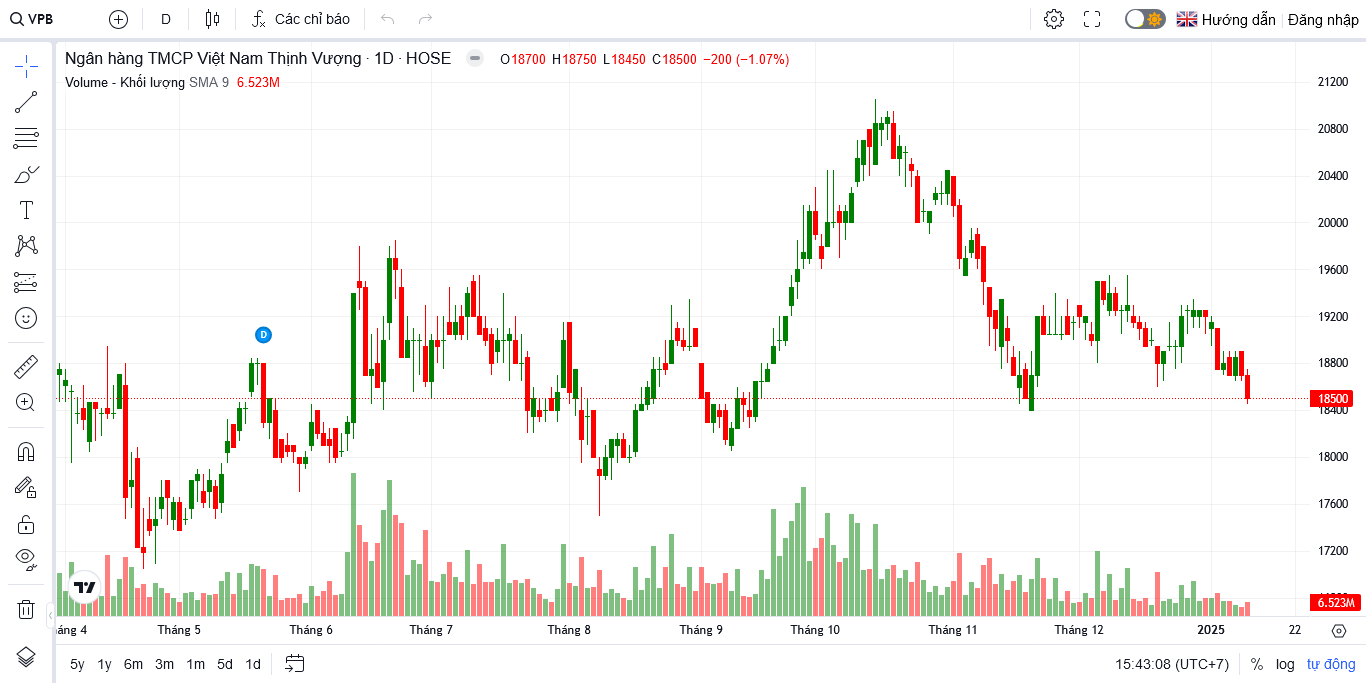 VPB D Các chỉ báo Hướng dẫn Đăng nhập
Ngân hàng TMCP Việt Nam Thịnh Vượng · 1D · HOSE O18700 H18750 L18450 C18500 −200 (−1.07%)
Volume - Khối lượng SMA 9 6.523M
21200
20800
20400
20000
19600
19200
18800
18500
18400
18000
17600
17200
6.523M
D
áng 4 Tháng 5 Tháng 6 Tháng 7 Tháng 8 Tháng 9 Tháng 10 Tháng 11 Tháng 12 2025 22
5y 1y 6m 3m 1m 5d 1d 15:43:08 (UTC+7) % log tự động